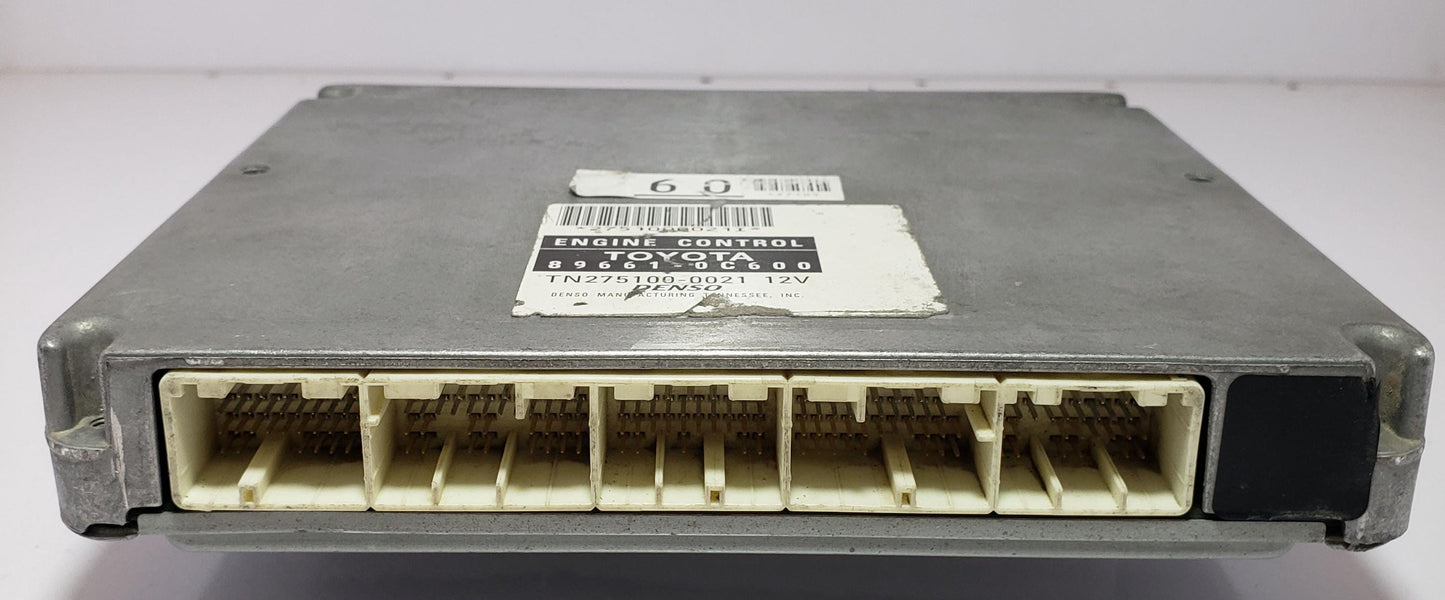 60
ENGINE CONTROL
TOYOTA
89661-0C600
TN275100-0021 12V
DENSO
DENSO MANUFACTURING TENNESSEE, INC.